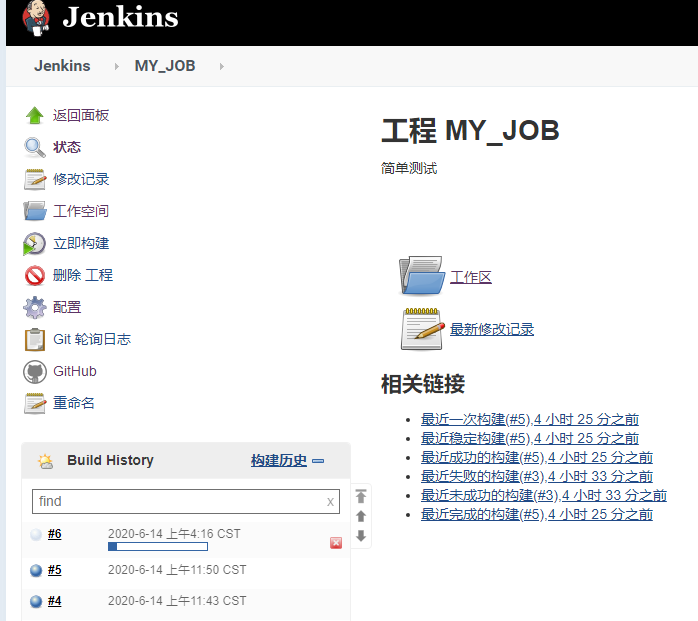 Jenkins
Jenkins MY_JOB
返回面板
状态
修改记录
工作空间
立即构建
删除 工程
配置
Git 轮询日志
GitHub
重命名
Build History 构建历史
find x
#6 2020-6-14 上午4:16 CST
#5 2020-6-14 上午11:50 CST
#4 2020-6-14 上午11:43 CST
工程 MY_JOB
简单测试
工作区
最新修改记录
相关链接
最近一次构建(#5),4 小时 25 分之前
最近稳定构建(#5),4 小时 25 分之前
最近成功的构建(#5),4 小时 25 分之前
最近失败的构建(#3),4 小时 33 分之前
最近未成功的构建(#3),4 小时 33 分之前
最近完成的构建(#5),4 小时 25 分之前